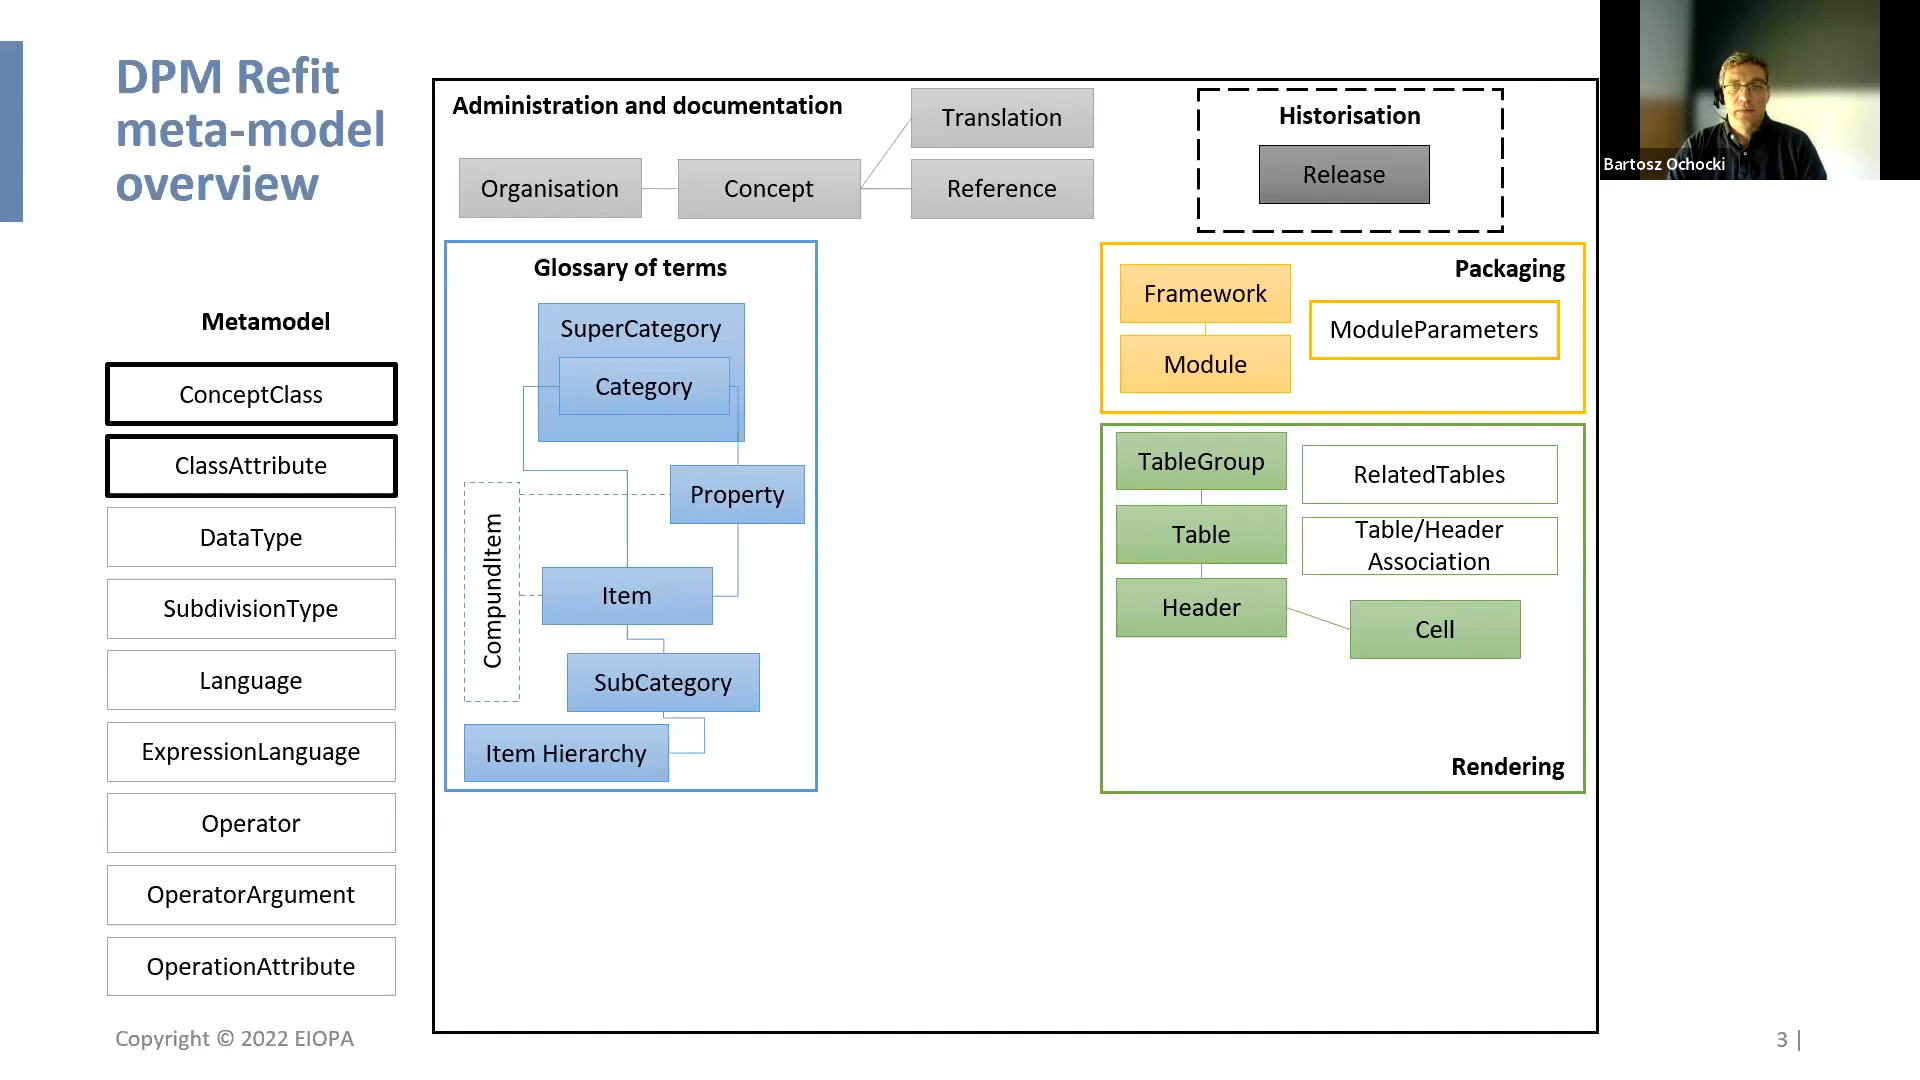 DPM Refit
meta-model
overview
Metamodel
ConceptClass
ClassAttribute
DataType
SubdivisionType
Language
ExpressionLanguage
Operator
OperatorArgument
OperationAttribute
Administration and documentation
Organisation
Concept
Translation
Reference
Historisation
Release
Glossary of terms
SuperCategory
Category
Property
CompundItem
Item
SubCategory
Item Hierarchy
Packaging
Framework
Module
ModuleParameters
TableGroup
Table
Header
RelatedTables
Table/Header
Association
Cell
Rendering
Bartosz Ochocki
Copyright © 2022 EIOPA
3 |